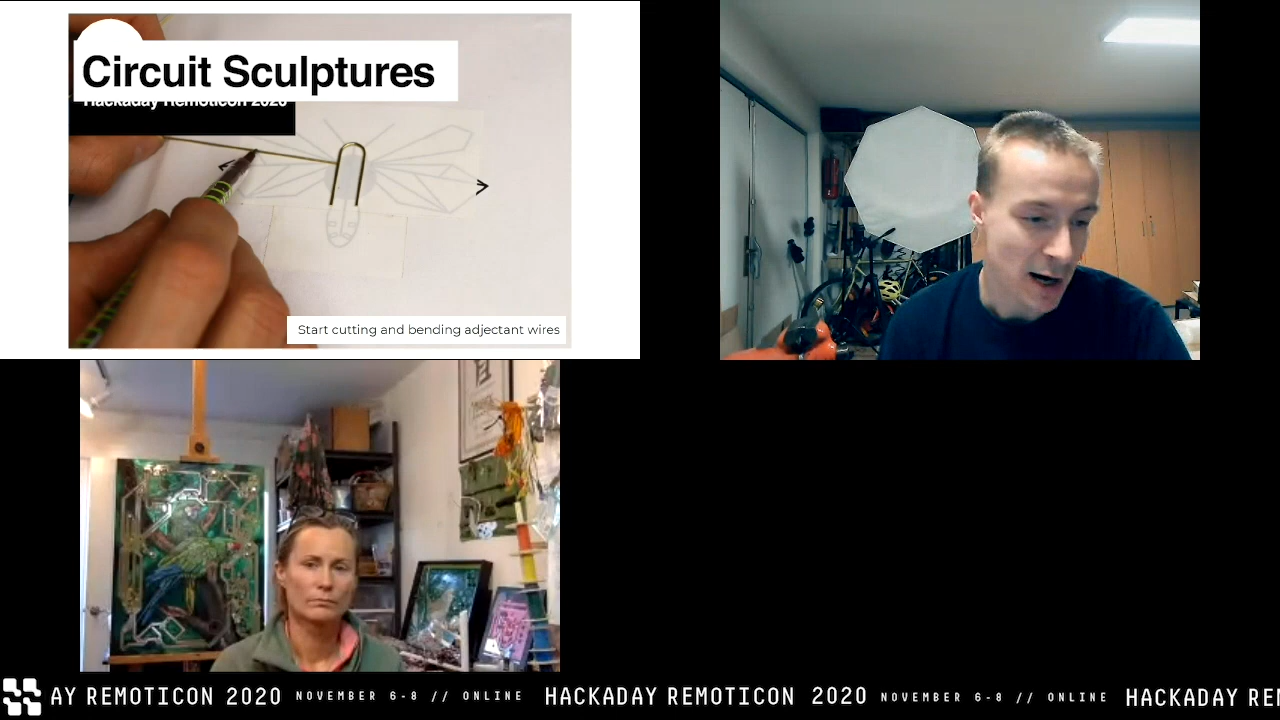 Circuit Sculptures
Hackaday Remoticon 2020
Start cutting and bending adjectant wires
AY REMOTICON 2020 NOVEMBER 6-8 // ONLINE HACKADAY REMOTICON 2020 NOVEMBER 6-8 // ONLINE HACKADAY REM